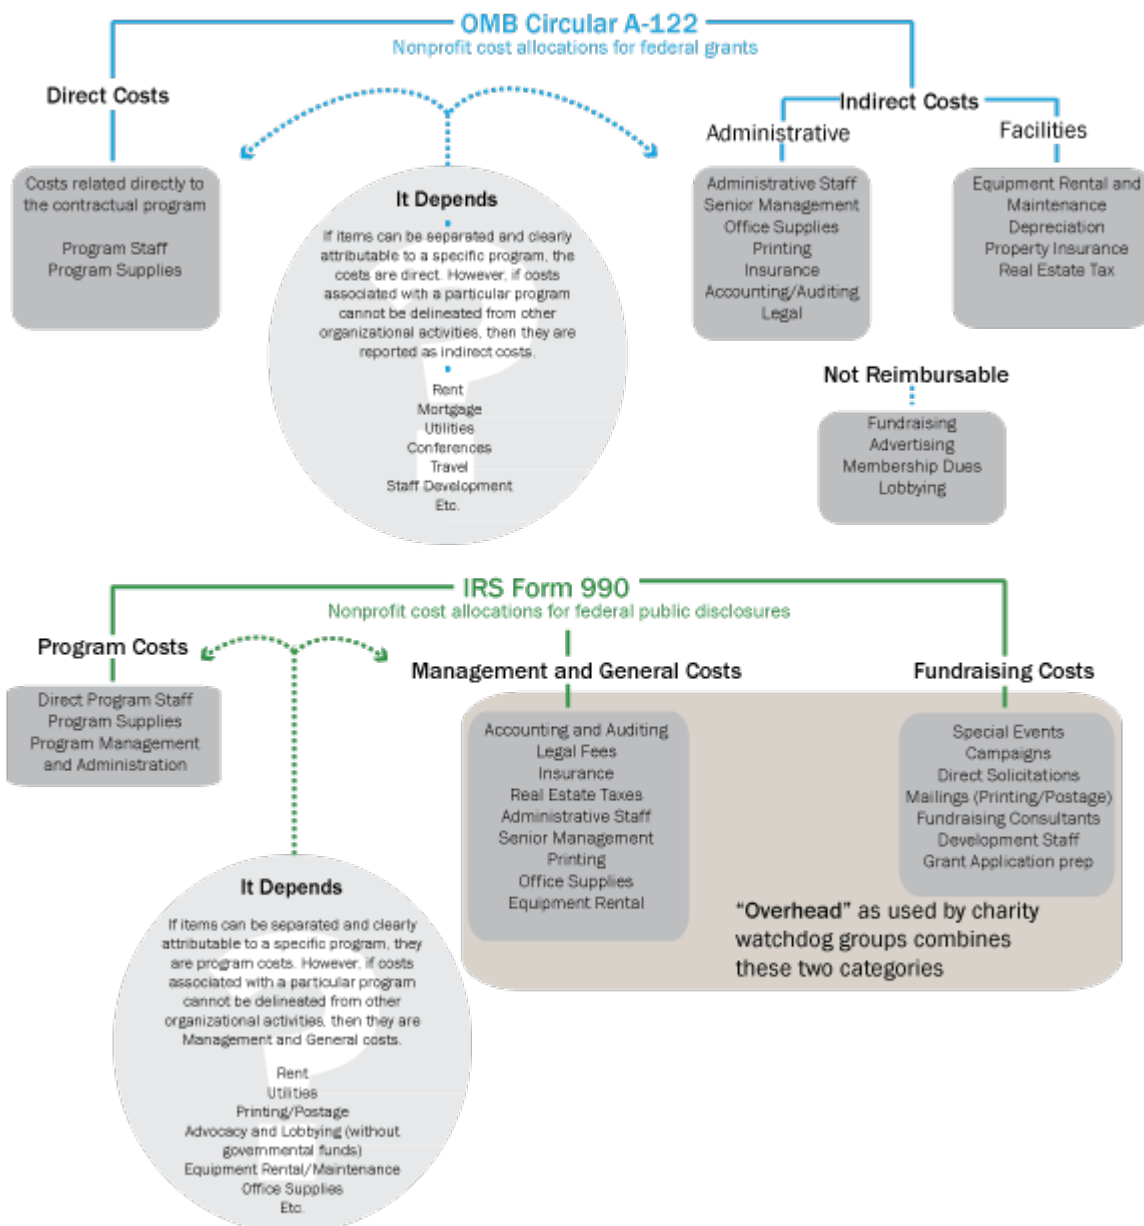 OMB Circular A-122
Nonprofit cost allocations for federal grants
Direct Costs
Costs related directly to
the contractual program
Program Staff
Program Supplies
It Depends
If items can be separated and clearly
attributable to a specific program, the
costs are direct. However, if costs
associated with a particular program
cannot be delineated from other
organizational activities, then they are
reported as indirect costs.
Rent
Mortgage
Utilities
Conferences
Travel
Staff Development
Etc.
Indirect Costs
Administrative
Administrative Staff
Senior Management
Office Supplies
Printing
Insurance
Accounting/Auditing
Legal
Facilities
Equipment Rental and
Maintenance
Depreciation
Property Insurance
Real Estate Tax
Not Reimbursable
Fundraising
Advertising
Membership Dues
Lobbying
IRS Form 990
Nonprofit cost allocations for federal public disclosures
Program Costs
Direct Program Staff
Program Supplies
Program Management
and Administration
It Depends
If items can be separated and clearly
attributable to a specific program, they
are program costs. However, if costs
associated with a particular program
cannot be delineated from other
organizational activities, then they are
Management and General costs.
Rent
Utilities
Printing/Postage
Advocacy and Lobbying (without
governmental funds)
Equipment Rental/Maintenance
Office Supplies
Etc.
Management and General Costs
Accounting and Auditing
Legal Fees
Insurance
Real Estate Taxes
Administrative Staff
Senior Management
Printing
Office Supplies
Equipment Rental
Fundraising Costs
Special Events
Campaigns
Direct Solicitations
Mailings (Printing/Postage)
Fundraising Consultants
Development Staff
Grant Application prep
"Overhead" as used by charity
watchdog groups combines
these two categories